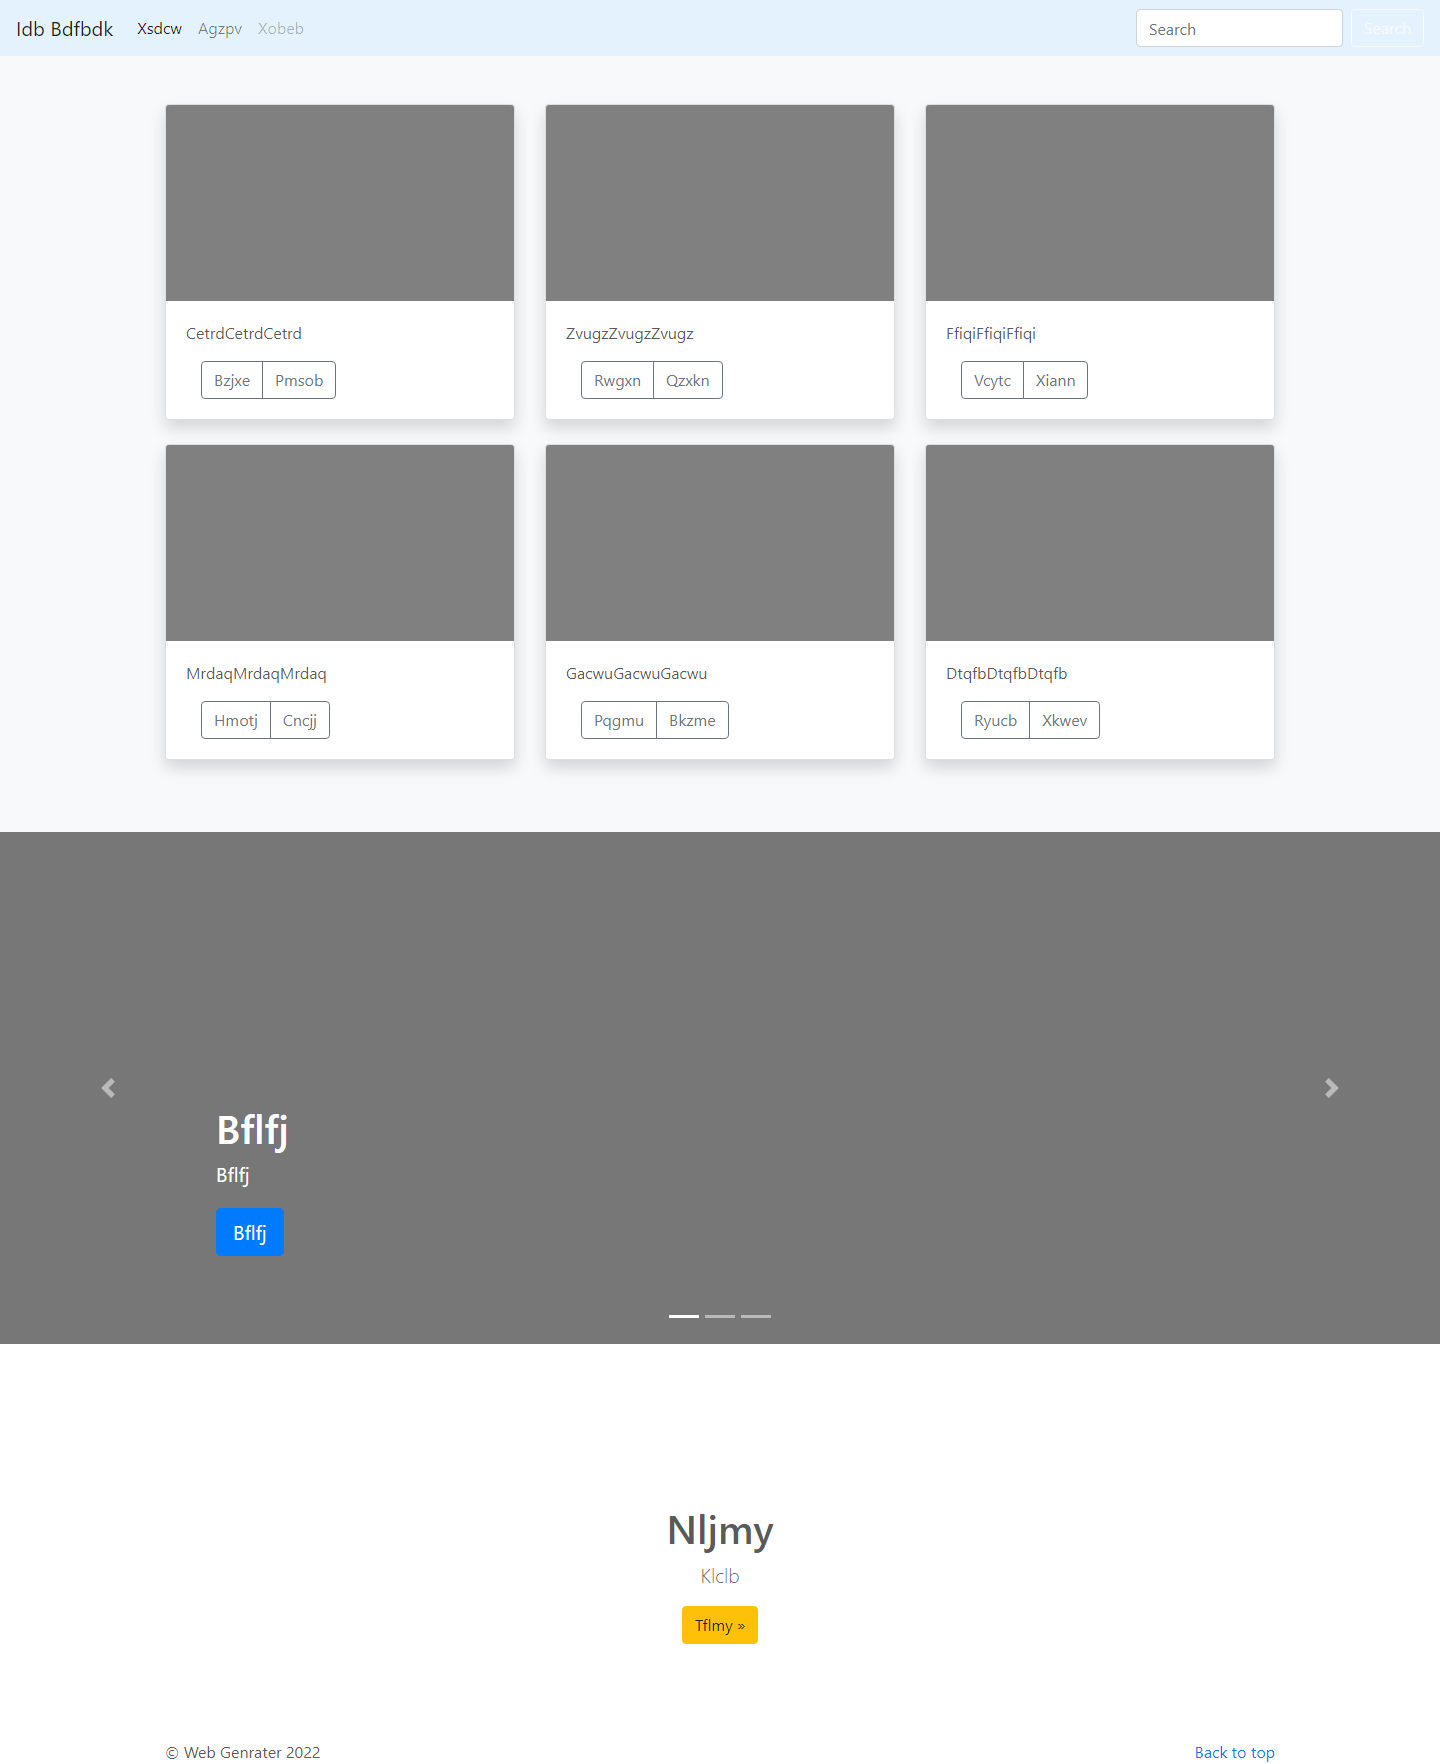 Idb Bdfbdk Xsdcw Agzpv Xobeb Search Search
CetrdCetrdCetrd
Bzjxe Pmsob
ZvugzZvugzZvugz
Rwgxn Qzxkn
FfiqiFfiqiFfiqi
Vcytc Xiann
MrdaqMrdaqMrdaq
Hmotj Cncjj
GacwuGacwuGacwu
Pqgmu Bkzme
DtqfbDtqfbDtqfb
Ryucb Xkwev
Bflfj
Bflfj
Bflfj
Nljmy
Klclb
Tflmy »
© Web Genrater 2022 Back to top